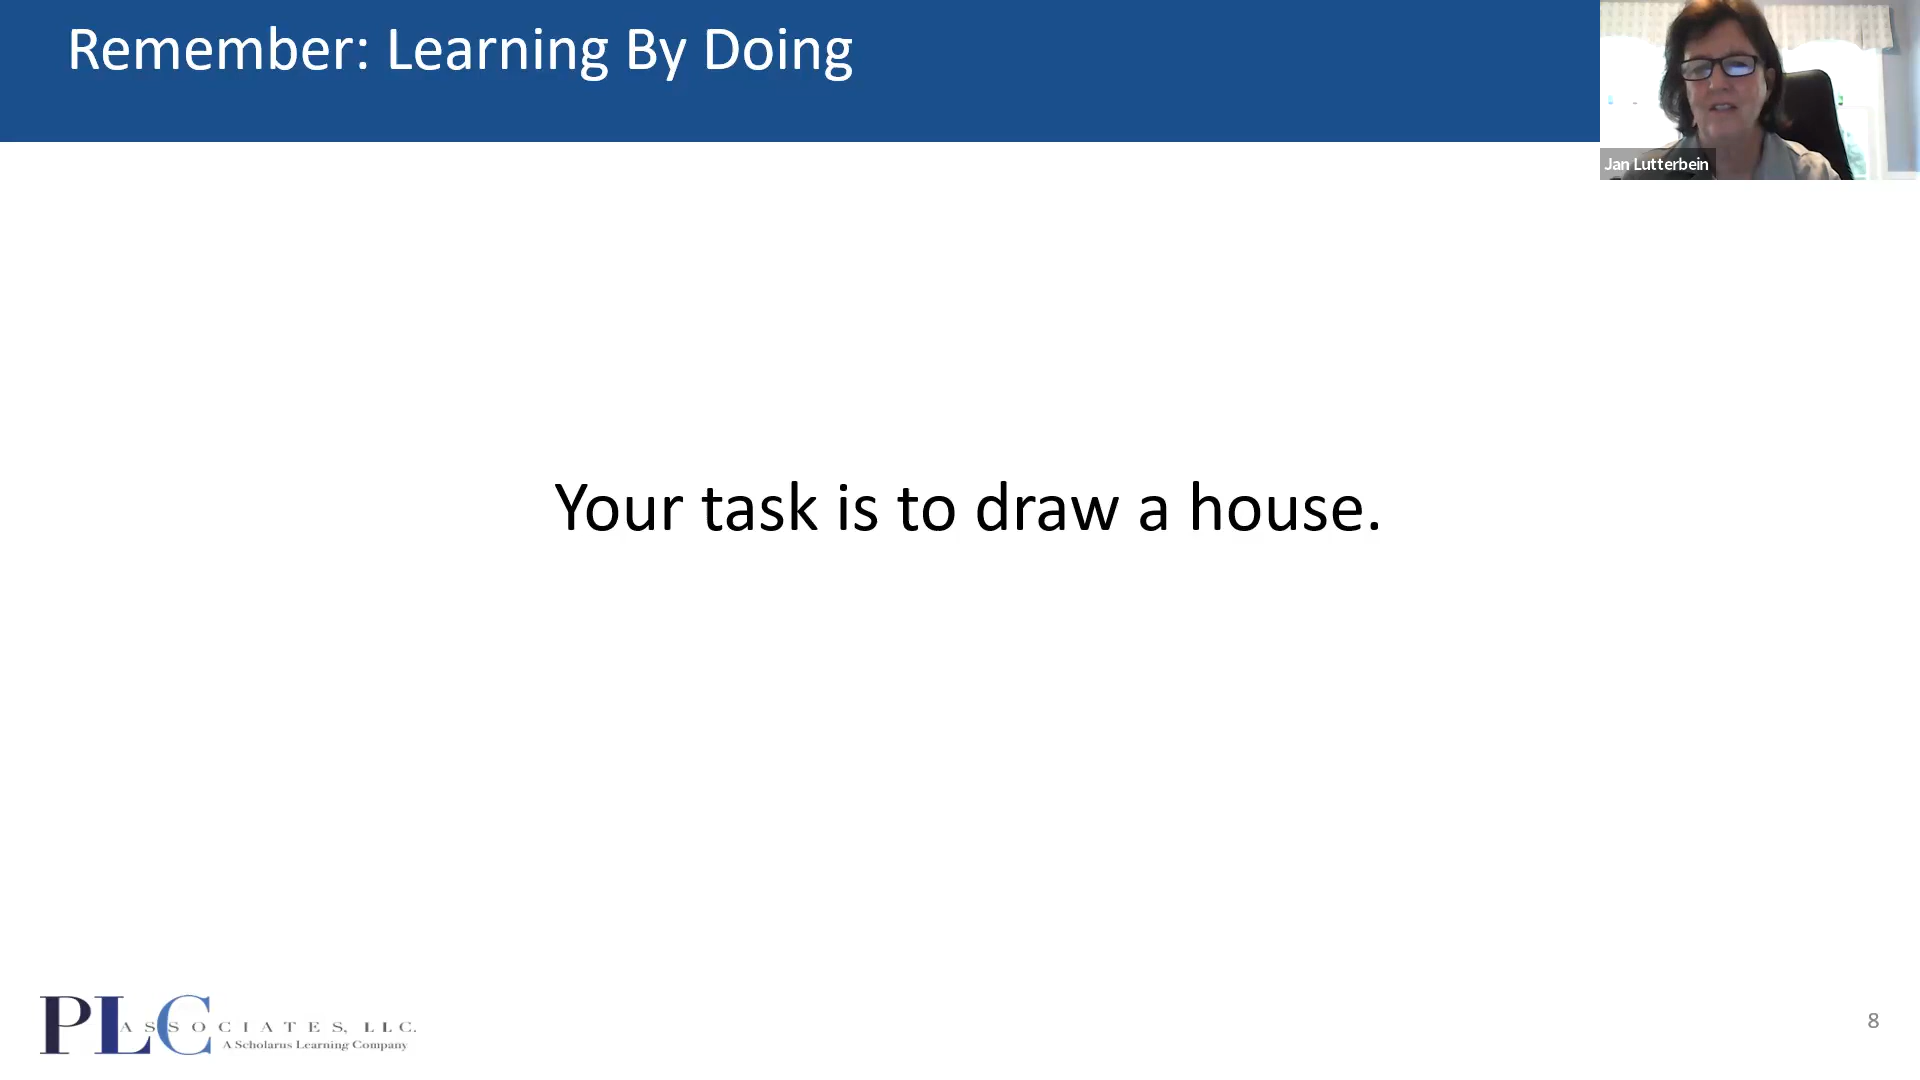 Remember: Learning By Doing
Jan Lutterbein
Your task is to draw a house.
PLC ASSOCIATES, LLC.
A Scholarus Learning Company
8